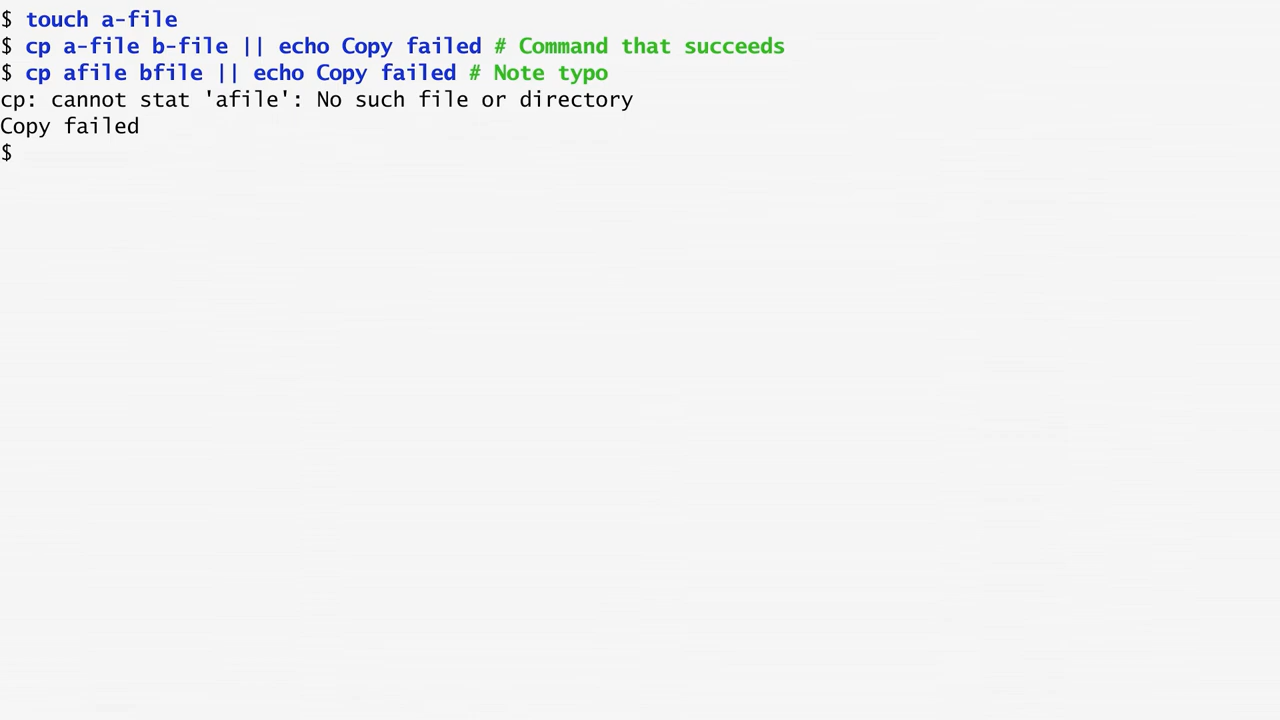 $ touch a-file
$ cp a-file b-file || echo Copy failed # Command that succeeds
$ cp afile bfile || echo Copy failed # Note typo
cp: cannot stat 'afile': No such file or directory
Copy failed
$